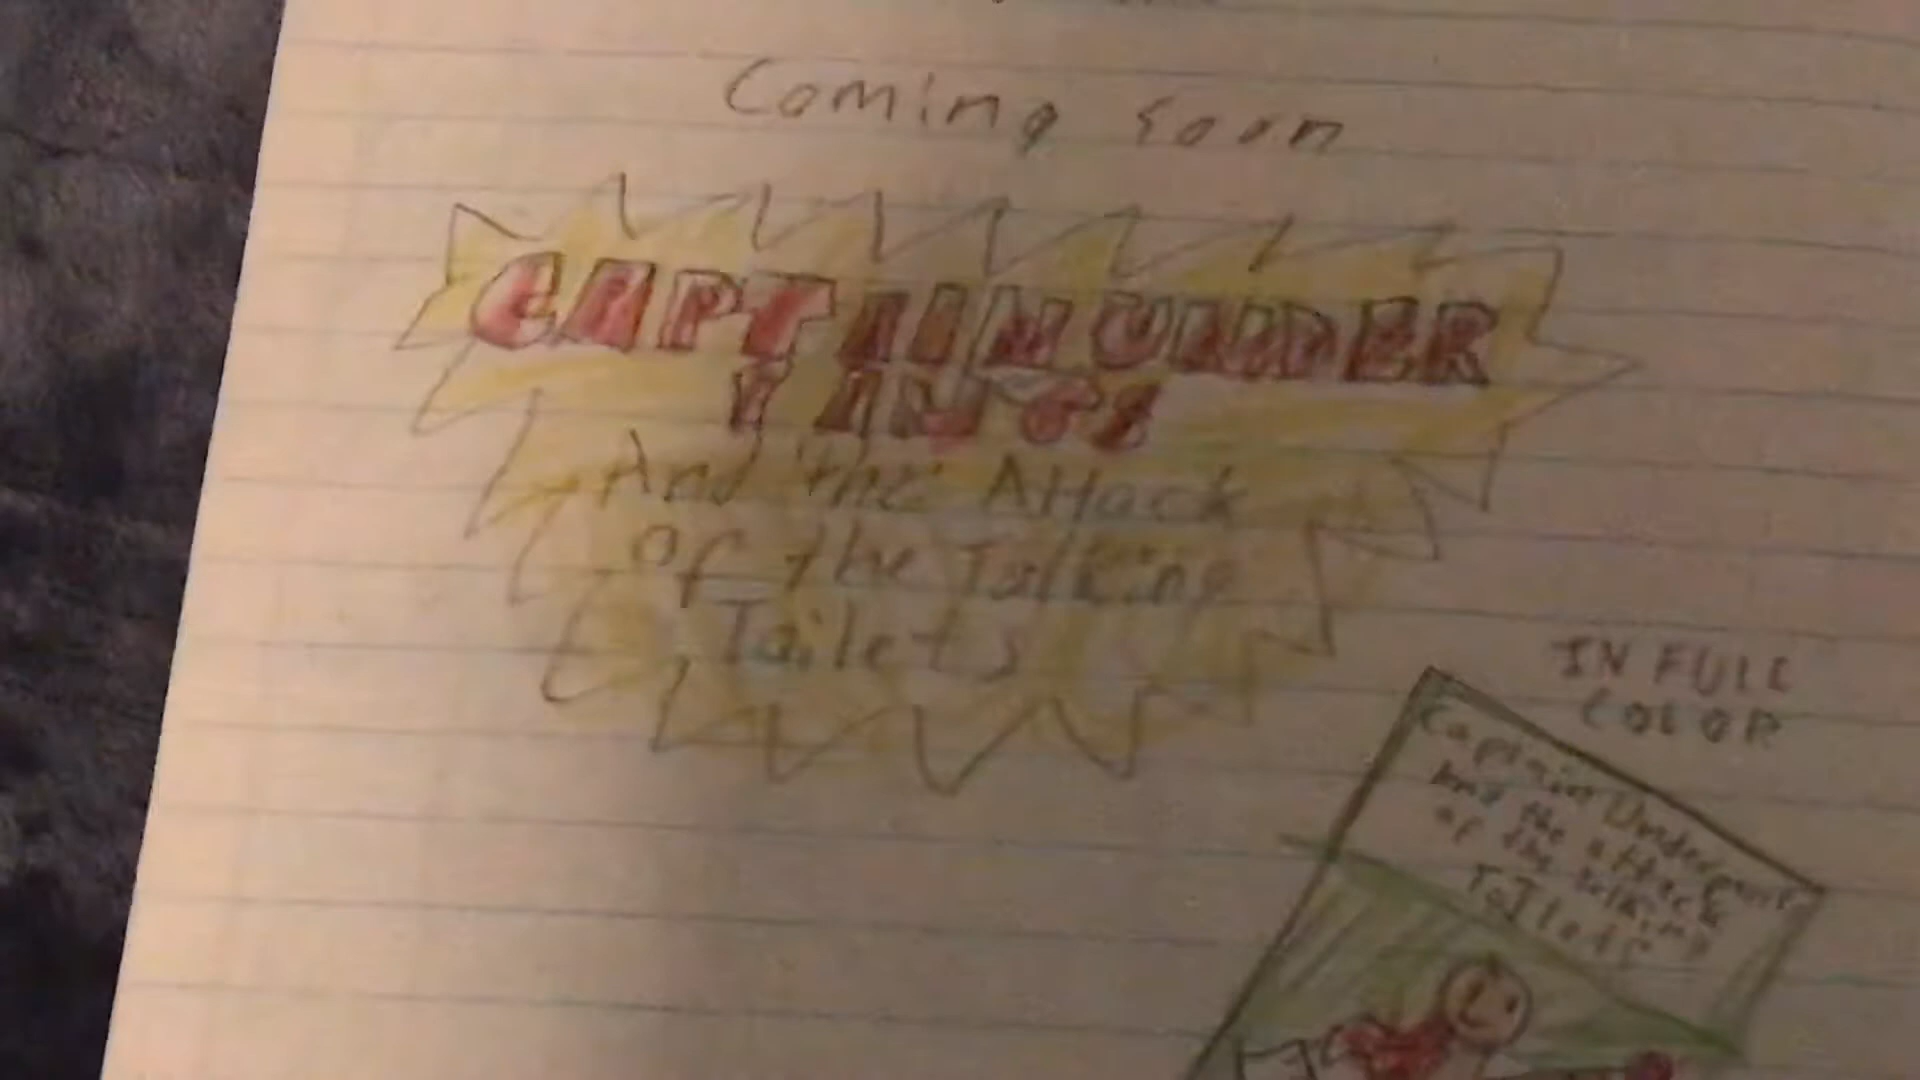 Coming Soon
CAPTAIN UNDER
PANTS
And the Attack
of the Talking
Toilets
IN FULL
COLOR
Captain Underpants
and the attack
of the talking
Toilets